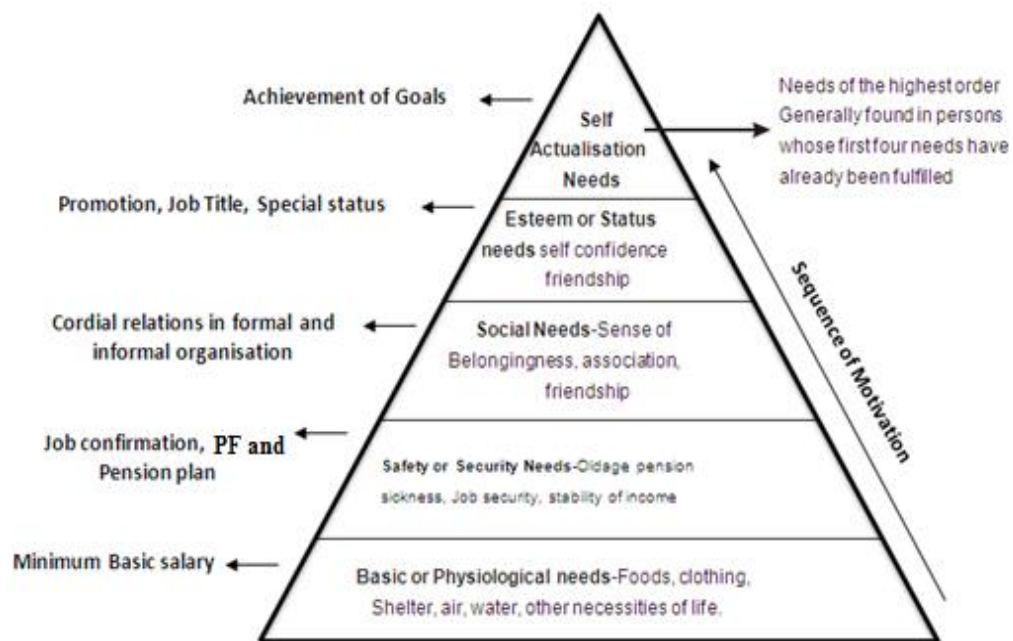 Achievement of Goals
Self
Actualisation
Needs
Needs of the highest order
Generally found in persons
whose first four needs have
already been fulfilled
Promotion, Job Title, Special status
Esteem or Status
needs self confidence
friendship
Cordial relations in formal and
informal organisation
Social Needs-Sense of
Belongingness, association,
friendship
Sequence of Motivation
Job confirmation, PF and
Pension plan
Safety or Security Needs-Oldage pension
sickness, Job security, stability of income
Minimum Basic salary
Basic or Physiological needs-Foods, clothing,
Shelter, air, water, other necessities of life.